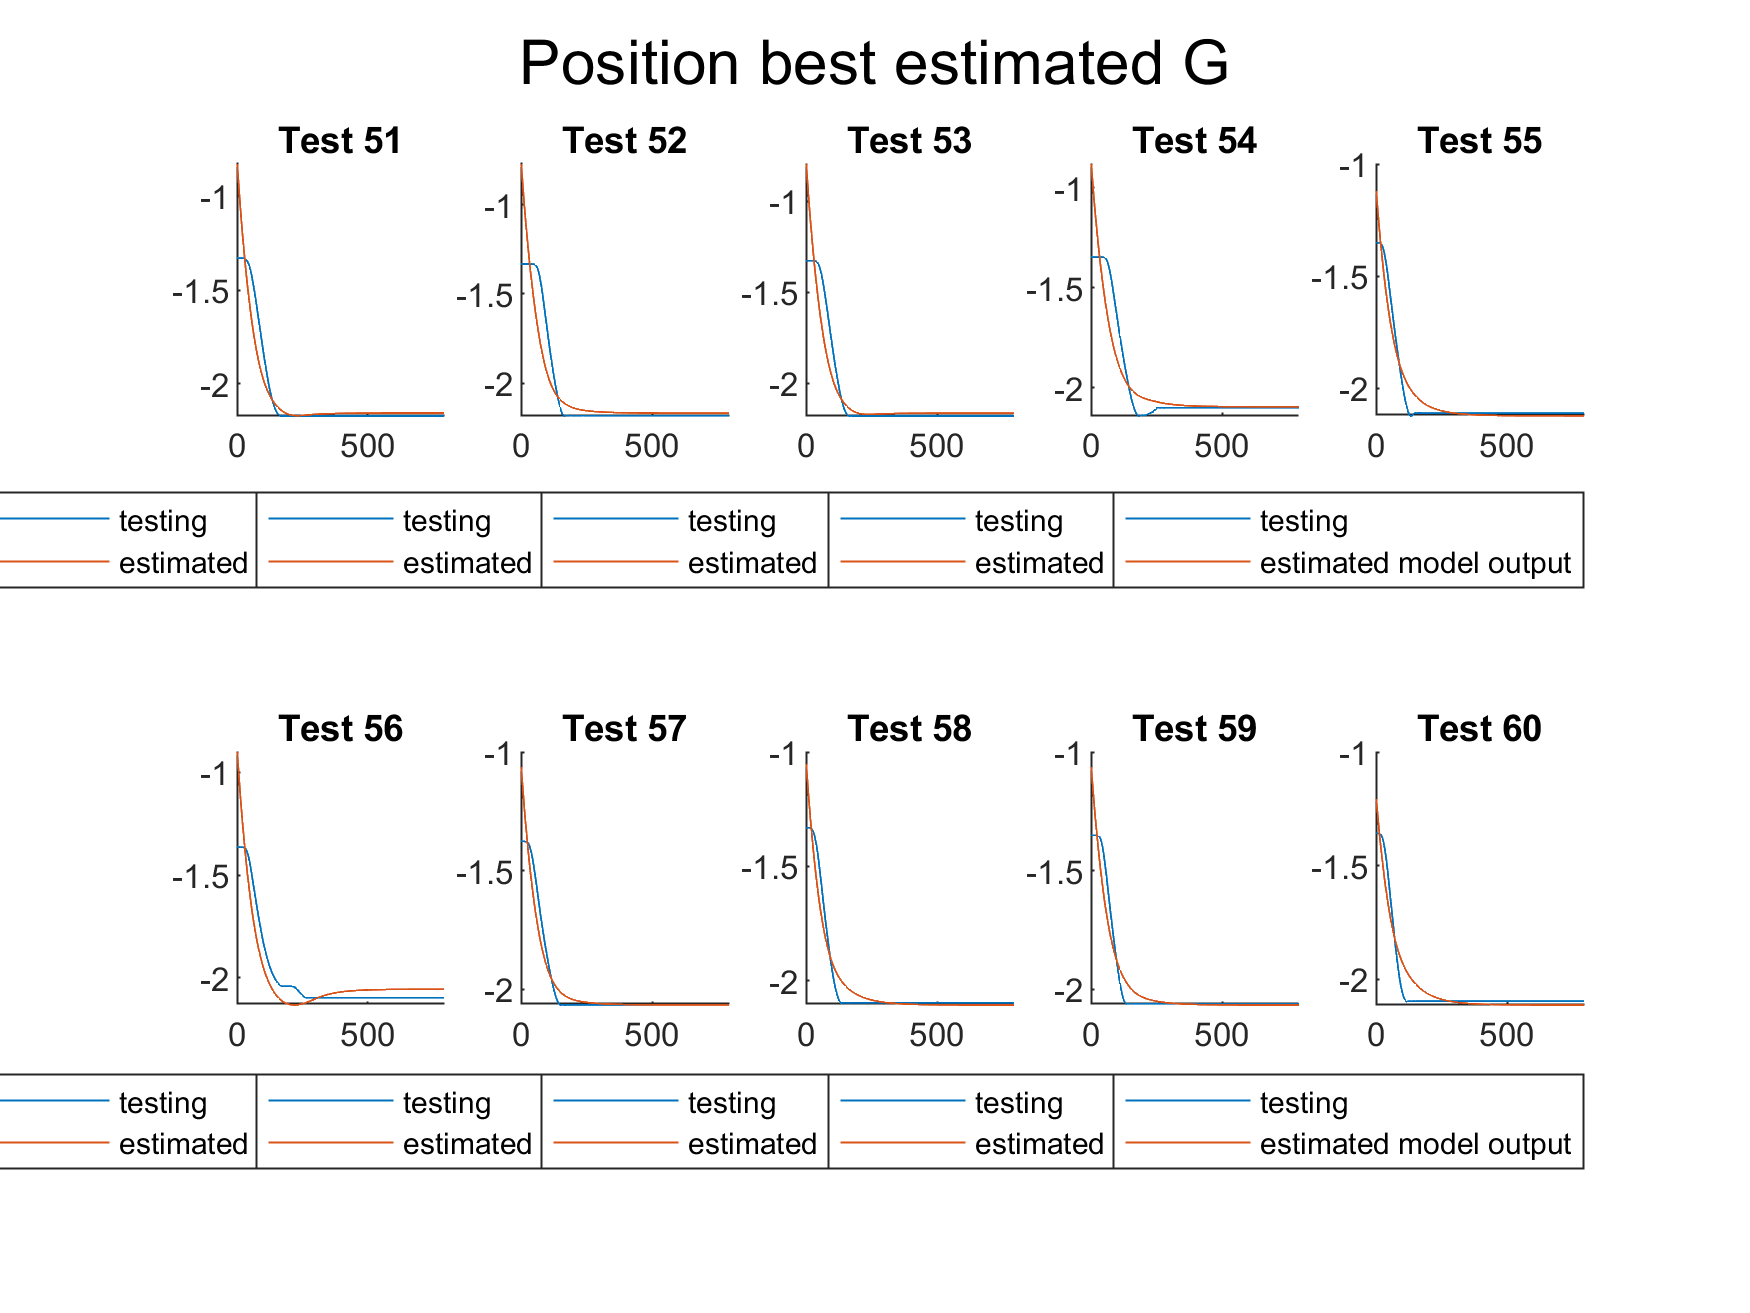 Position best estimated G
Test 51 Test 52 Test 53 Test 54 Test 55
-1 -1 -1 -1 -1
-1.5 -1.5 -1.5 -1.5 -1.5
-2 -2 -2 -2 -2
0 500 0 500 0 500 0 500 0 500
testing testing testing testing testing
estimated estimated estimated estimated estimated model output
Test 56 Test 57 Test 58 Test 59 Test 60
-1 -1 -1 -1 -1
-1.5 -1.5 -1.5 -1.5 -1.5
-2 -2 -2 -2 -2
0 500 0 500 0 500 0 500 0 500
testing testing testing testing testing
estimated estimated estimated estimated estimated model output